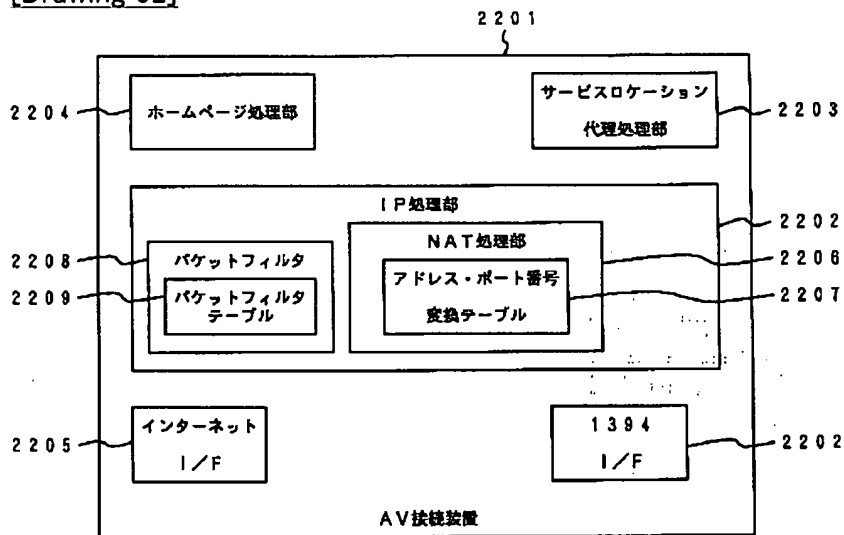 2201
2204
ホームページ処理部
サービスロケーション
代理処理部
2203
IP処理部
2202
NAT処理部
2208
パケットフィルタ
2206
2209
パケットフィルタ
テーブル
アドレス・ポート番号
変換テーブル
2207
2205
インターネット
I/F
1394
I/F
2202
AV接続装置